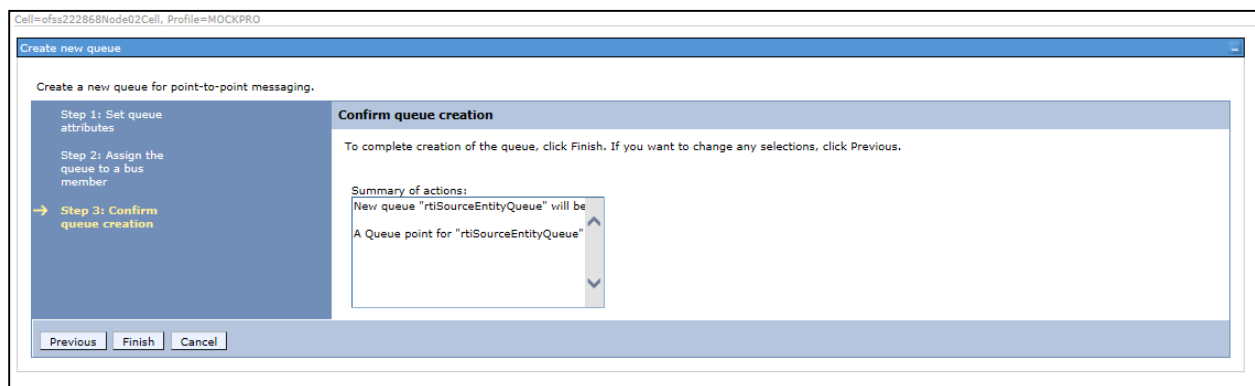 Cell=ofss222868Node02Cell, Profile=MOCKPRO
Create new queue
Create a new queue for point-to-point messaging.
Step 1: Set queue
attributes
Step 2: Assign the
queue to a bus
member
Step 3: Confirm
queue creation
Confirm queue creation
To complete creation of the queue, click Finish. If you want to change any selections, click Previous.
Summary of actions:
New queue "rtiSourceEntityQueue" will be
A Queue point for "rtiSourceEntityQueue"
Previous Finish Cancel